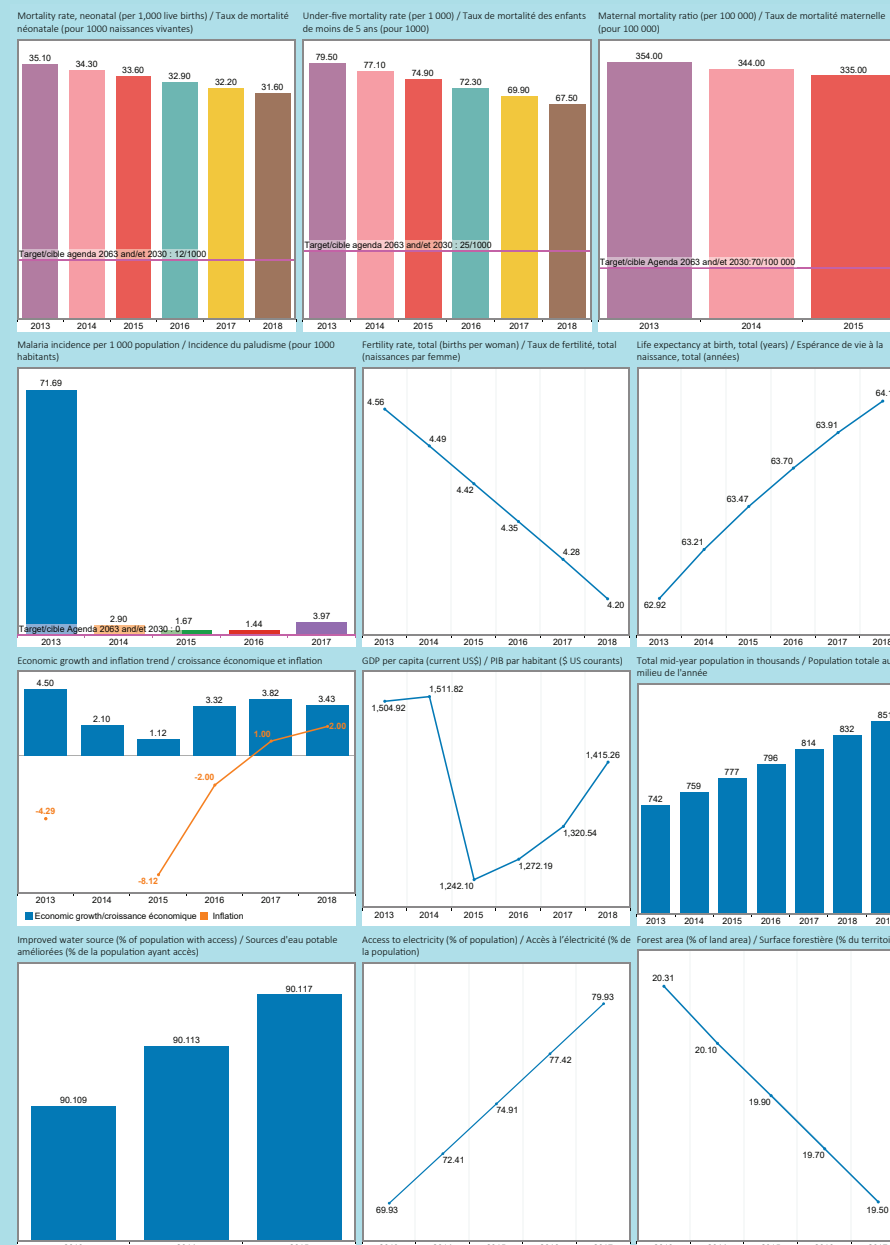 Mortality rate, neonatal (per 1,000 live births) / Taux de mortalité
néonatale (pour 1000 naissances vivantes)
35.10
34.30
33.60
32.90
32.20
31.60
Target/cible agenda 2063 and/et 2030 : 12/1000
2013 2014 2015 2016 2017 2018
Under-five mortality rate (per 1 000) / Taux de mortalité des enfants
de moins de 5 ans (pour 1000)
79.50
77.10
74.90
72.30
69.90
67.50
Target/cible agenda 2063 and/et 2030 : 25/1000
2013 2014 2015 2016 2017 2018
Maternal mortality ratio (per 100 000) / Taux de mortalité maternelle
(pour 100 000)
354.00
344.00
335.00
Target/cible Agenda 2063 and/et 2030:70/100 000
2013 2014 2015
Malaria incidence per 1 000 population / Incidence du paludisme (pour 1000
habitants)
71.69
2.90
1.67
1.44
3.97
Target/cible Agenda 2063 and/et 2030 : 0
2013 2014 2015 2016 2017
Fertility rate, total (births per woman) / Taux de fertilité, total
(naissances par femme)
4.56
4.49
4.42
4.35
4.28
4.20
2013 2014 2015 2016 2017 2018
Life expectancy at birth, total (years) / Espérance de vie à la
naissance, total (années)
62.92
63.21
63.47
63.70
63.91
64.
2013 2014 2015 2016 2017 2018
Economic growth and inflation trend / croissance économique et inflation
4.50
2.10
1.12
3.32
3.82
3.43
-4.29
-8.12
-2.00
1.00
2.00
2013 2014 2015 2016 2017 2018
Economic growth/croissance économique Inflation
GDP per capita (current US$) / PIB par habitant ($ US courants)
1,504.92
1,511.82
1,242.10
1,272.19
1,320.54
1,415.26
2013 2014 2015 2016 2017 2018
Total mid-year population in thousands / Population totale au
milieu de l'année
742
759
777
796
814
832
851
2013 2014 2015 2016 2017 2018 201
Improved water source (% of population with access) / Sources d'eau potable
améliorées (% de la population ayant accès)
90.109
90.113
90.117
Access to electricity (% of population) / Accès à l'électricité (% de
la population)
69.93
72.41
74.91
77.42
79.93
Forest area (% of land area) / Surface forestière (% du territoi
20.31
20.10
19.90
19.70
19.50